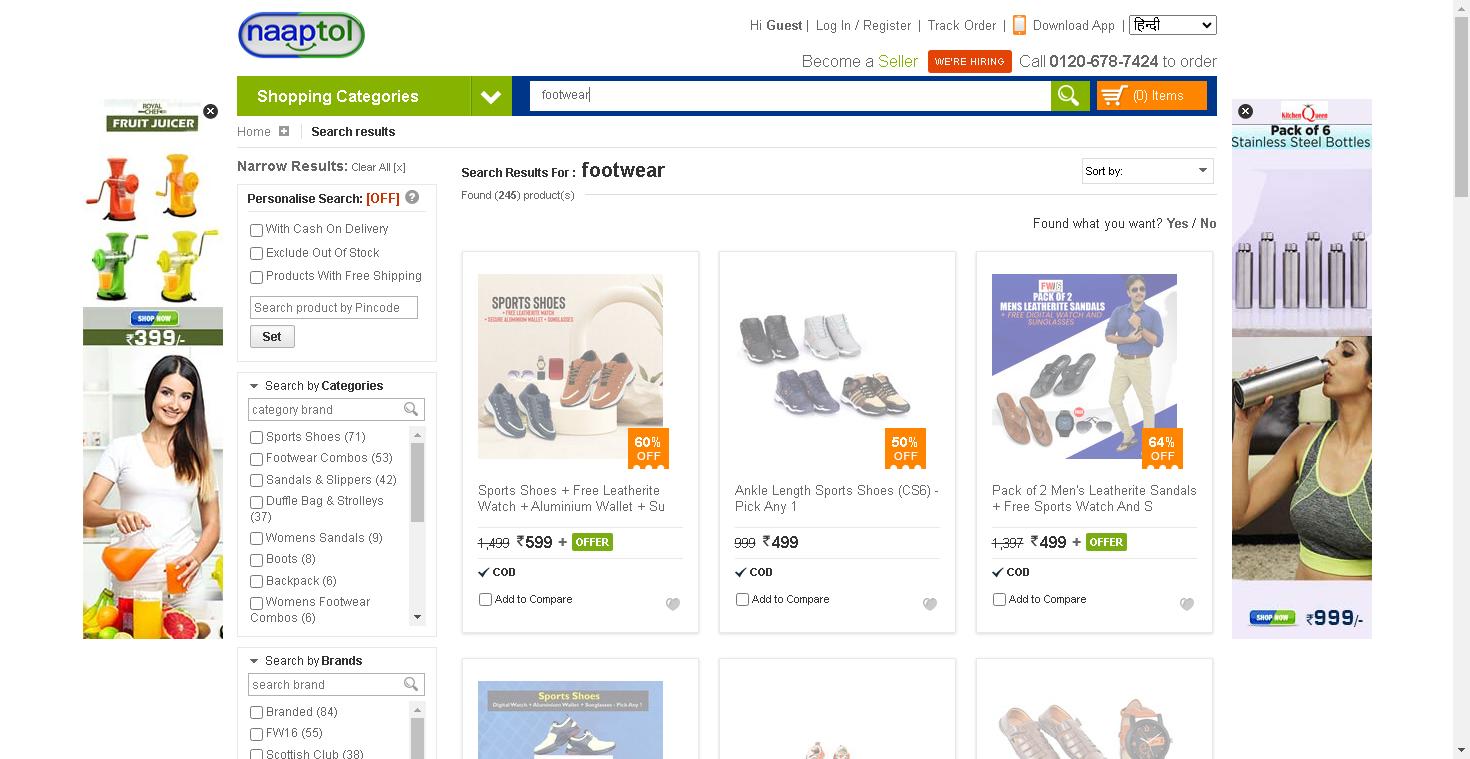 naaptol
Hi Guest | Log In / Register | Track Order | Download App | हिन्दी
Become a Seller WE'RE HIRING Call 0120-678-7424 to order
Shopping Categories
footwear
(0) Items
Home Search results
ROYAL CHEF
FRUIT JUICER
SHOP NOW
₹399/-
Narrow Results: Clear All [x]
Personalise Search: [OFF] ?
With Cash On Delivery
Exclude Out Of Stock
Products With Free Shipping
Search product by Pincode
Set
Search by Categories
category brand
Sports Shoes (71)
Footwear Combos (53)
Sandals & Slippers (42)
Duffle Bag & Strolleys
(37)
Womens Sandals (9)
Boots (8)
Backpack (6)
Womens Footwear
Combos (6)
Search by Brands
search brand
Branded (84)
FW16 (55)
Scottish Club (38)
Search Results For : footwear
Sort by:
Found (245) product(s)
Found what you want? Yes / No
SPORTS SHOES
+ FREE LEATHERITE WATCH
+ SECURE ALUMINIUM WALLET + SUNGLASSES
60%
OFF
Sports Shoes + Free Leatherite
Watch + Aluminium Wallet + Su
1,499 ₹599 + OFFER
COD
Add to Compare
50%
OFF
Ankle Length Sports Shoes (CS6) -
Pick Any 1
999 ₹499
COD
Add to Compare
FW6
PACK OF 2
MENS LEATHERITE SANDALS
+ FREE DIGITAL WATCH AND
SUNGLASSES
FREE
64%
OFF
Pack of 2 Men's Leatherite Sandals
+ Free Sports Watch And S
1,397 ₹499 + OFFER
COD
Add to Compare
Sports Shoes
Digital Watch + Aluminium Wallet + Sunglasses - Pick Any 1
Kitchen Queen
Pack of 6
Stainless Steel Bottles
SHOP NOW
₹999/-